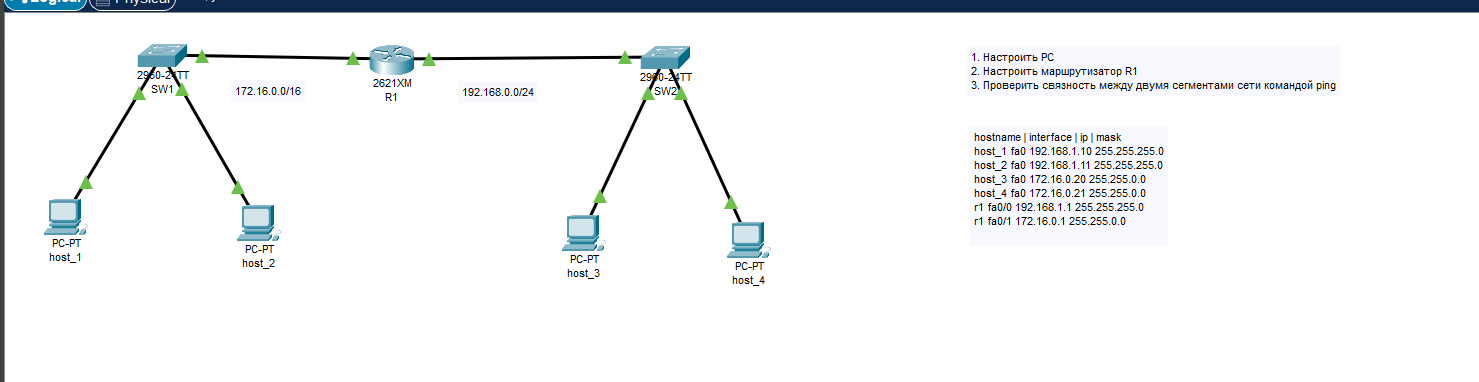 Logical
Physical
2960-24TT
SW1
172.16.0.0/16
2621XM
R1
192.168.0.0/24
2960-24TT
SW2
PC-PT
host_1
PC-PT
host_2
PC-PT
host_3
PC-PT
host_4
1. Настроить PC
2. Настроить маршрутизатор R1
3. Проверить связность между двумя сегментами сети командой ping
hostname | interface | ip | mask
host_1 fa0 192.168.1.10 255.255.255.0
host_2 fa0 192.168.1.11 255.255.255.0
host_3 fa0 172.16.0.20 255.255.0.0
host_4 fa0 172.16.0.21 255.255.0.0
r1 fa0/0 192.168.1.1 255.255.255.0
r1 fa0/1 172.16.0.1 255.255.0.0